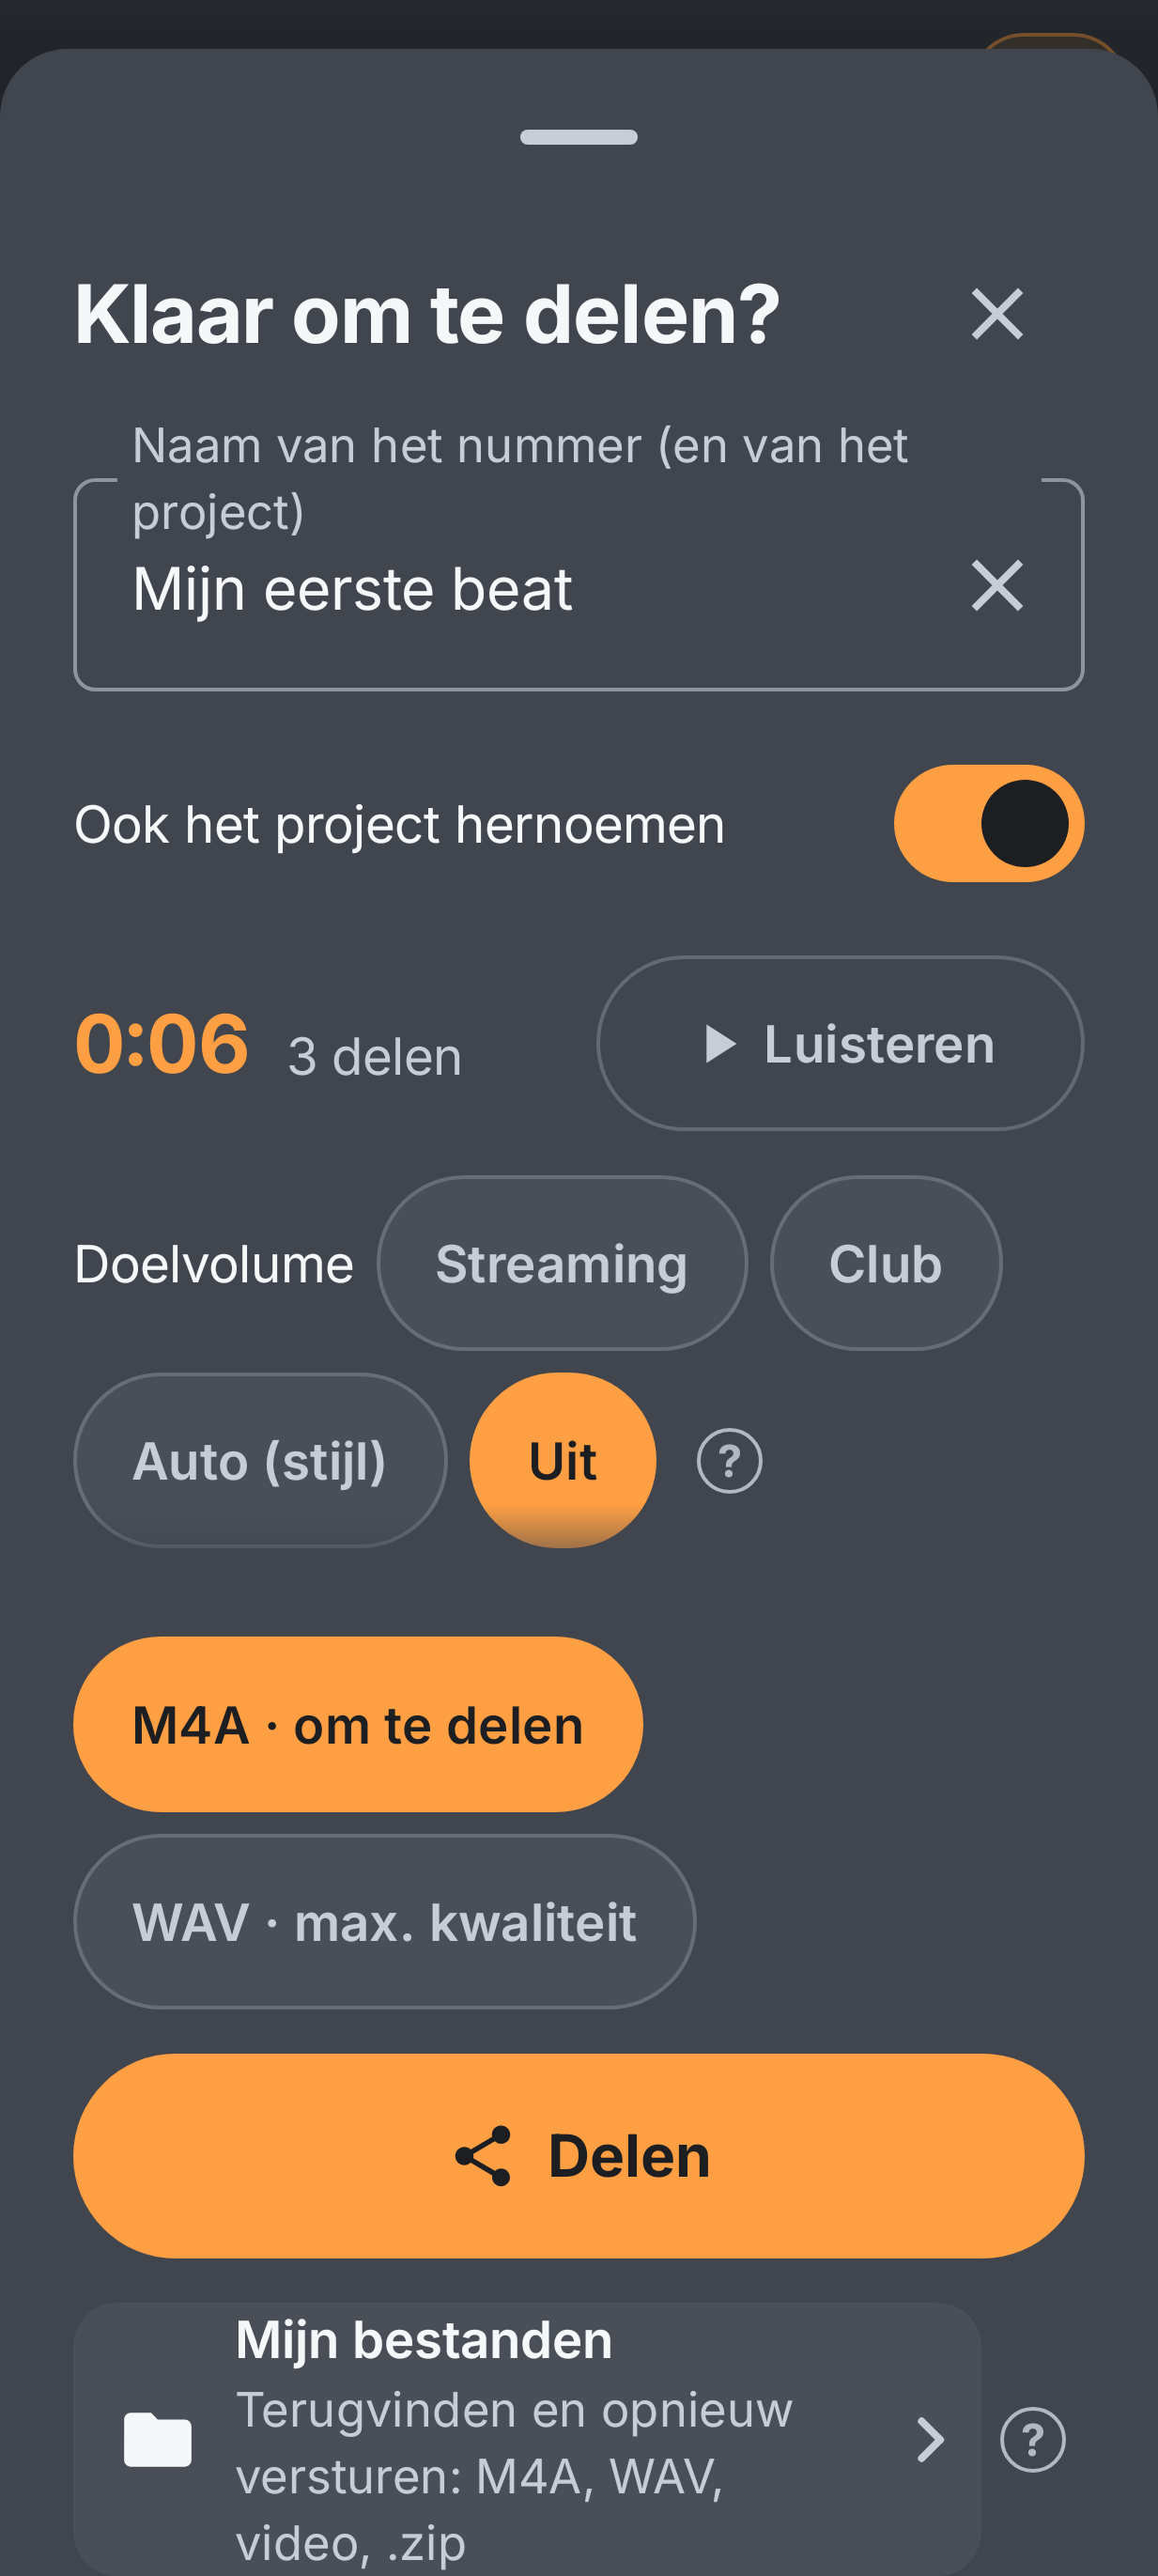 Klaar om te delen?
Naam van het nummer (en van het
project)
Mijn eerste beat
Ook het project hernoemen
0:06 3 delen
Luisteren
Doelvolume Streaming Club
Auto (stijl) Uit ?
M4A · om te delen
WAV · max. kwaliteit
Delen
Mijn bestanden
Terugvinden en opnieuw
versturen: M4A, WAV,
video, .zip
?